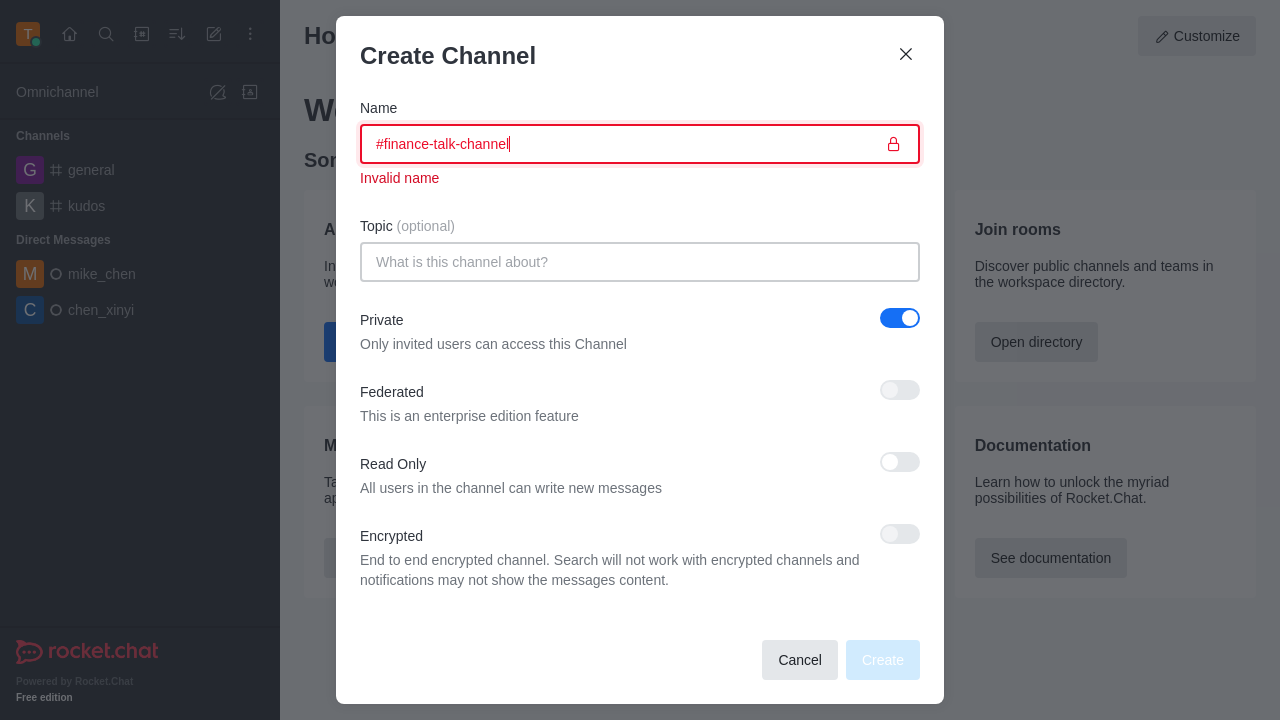 T
Omnichannel
Channels
G general
K kudos
Direct Messages
M mike_chen
C chen_xinyi
rocket.chat
Powered by Rocket.Chat
Free edition
Ho
Customize
We
Sor
Create Channel
Name
#finance-talk-channel
Invalid name
Topic (optional)
What is this channel about?
Private
Only invited users can access this Channel
Federated
This is an enterprise edition feature
Read Only
All users in the channel can write new messages
Encrypted
End to end encrypted channel. Search will not work with encrypted channels and
notifications may not show the messages content.
Cancel Create
Join rooms
Discover public channels and teams in
the workspace directory.
Open directory
Documentation
Learn how to unlock the myriad
possibilities of Rocket.Chat.
See documentation